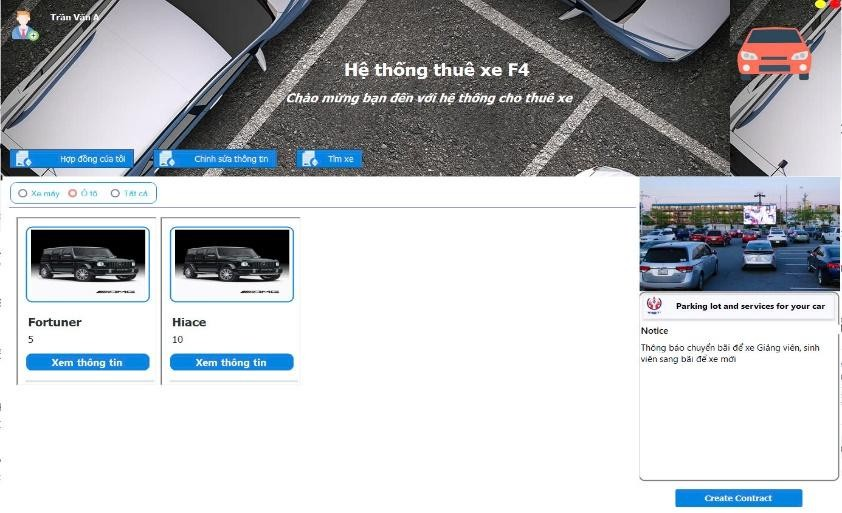 Trần Văn A
Hệ thống thuê xe F4
Chào mừng bạn đến với hệ thống cho thuê xe
Hợp đồng của tôi
Chỉnh sửa thông tin
Tìm xe
Xe máy
Ô tô
Tất cả
Fortuner
5
Xem thông tin
Hiace
10
Xem thông tin
Parking lot and services for your car
Notice
Thông báo chuyển bãi để xe Giảng viên, sinh
viên sang bãi để xe mới
Create Contract